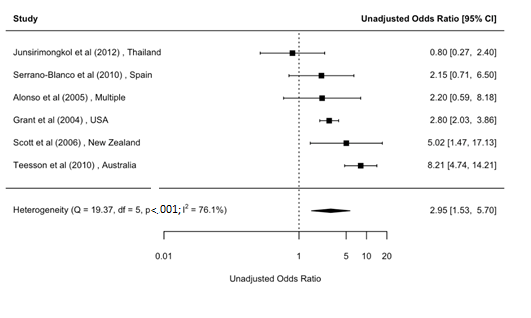 Study Unadjusted Odds Ratio [95% CI]
Junsirimongkol et al (2012) , Thailand 0.80 [0.27, 2.40]
Serrano-Blanco et al (2010) , Spain 2.15 [0.71, 6.50]
Alonso et al (2005) , Multiple 2.20 [0.59, 8.18]
Grant et al (2004) , USA 2.80 [2.03, 3.86]
Scott et al (2006) , New Zealand 5.02 [1.47, 17.13]
Teesson et al (2010) , Australia 8.21 [4.74, 14.21]
Heterogeneity (Q = 19.37, df = 5, p<.001; I² = 76.1%) 2.95 [1.53, 5.70]
0.01 1 5 10 20
Unadjusted Odds Ratio